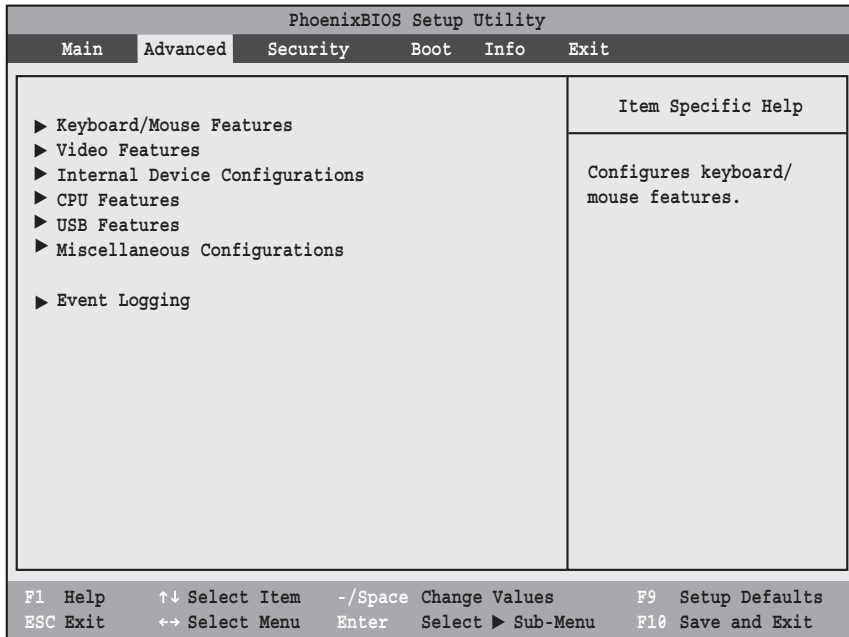 PhoenixBIOS Setup Utility
Main Advanced Security Boot Info Exit
▶ Keyboard/Mouse Features
▶ Video Features
▶ Internal Device Configurations
▶ CPU Features
▶ USB Features
▶ Miscellaneous Configurations
▶ Event Logging
Item Specific Help
Configures keyboard/
mouse features.
F1 Help ↑↓ Select Item -/Space Change Values F9 Setup Defaults
ESC Exit ←→ Select Menu Enter Select ▶ Sub-Menu F10 Save and Exit